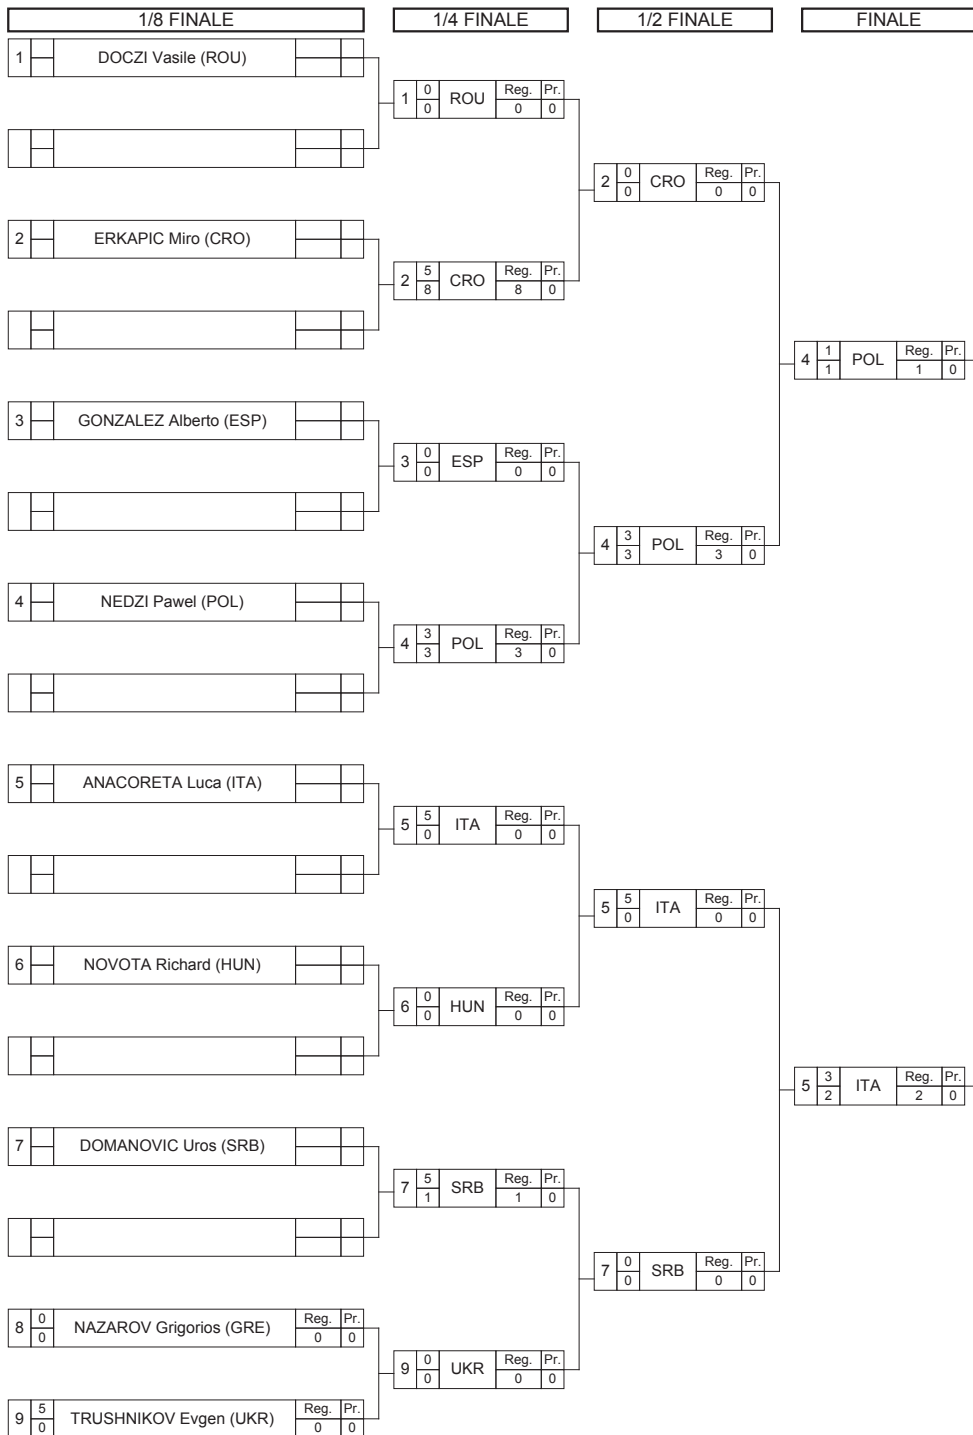 1/8 FINALE 1/4 FINALE 1/2 FINALE FINALE
1 DOCZI Vasile (ROU)
1 0 0 ROU Reg. Pr. 0 0
2 0 0 CRO Reg. Pr. 0 0
2 ERKAPIC Miro (CRO)
2 5 8 CRO Reg. Pr. 8 0
4 1 1 POL Reg. Pr. 1 0
3 GONZALEZ Alberto (ESP)
3 0 0 ESP Reg. Pr. 0 0
4 3 3 POL Reg. Pr. 3 0
4 NEDZI Pawel (POL)
4 3 3 POL Reg. Pr. 3 0
5 ANACORETA Luca (ITA)
5 5 0 ITA Reg. Pr. 0 0
5 5 0 ITA Reg. Pr. 0 0
6 NOVOTA Richard (HUN)
6 0 0 HUN Reg. Pr. 0 0
5 3 2 ITA Reg. Pr. 2 0
7 DOMANOVIC Uros (SRB)
7 5 1 SRB Reg. Pr. 1 0
7 0 0 SRB Reg. Pr. 0 0
8 0 0 NAZAROV Grigorios (GRE) Reg. Pr. 0 0
9 0 0 UKR Reg. Pr. 0 0
9 5 0 TRUSHNIKOV Evgen (UKR) Reg. Pr. 0 0